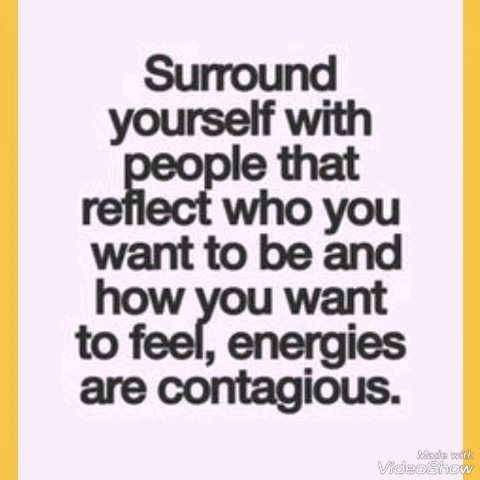 Surround
yourself with
people that
reflect who you
want to be and
how you want
to feel, energies
are contagious.
Made with
VideoShow